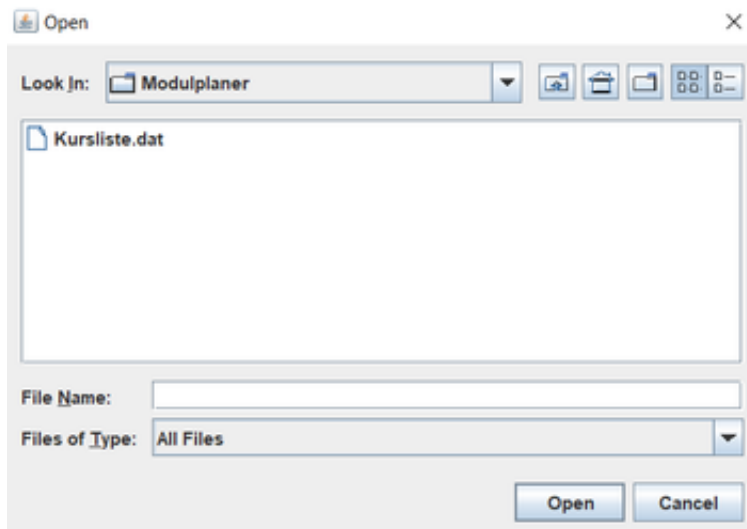 Open
Look In: Modulplaner
Kursliste.dat
File Name:
Files of Type: All Files
Open Cancel